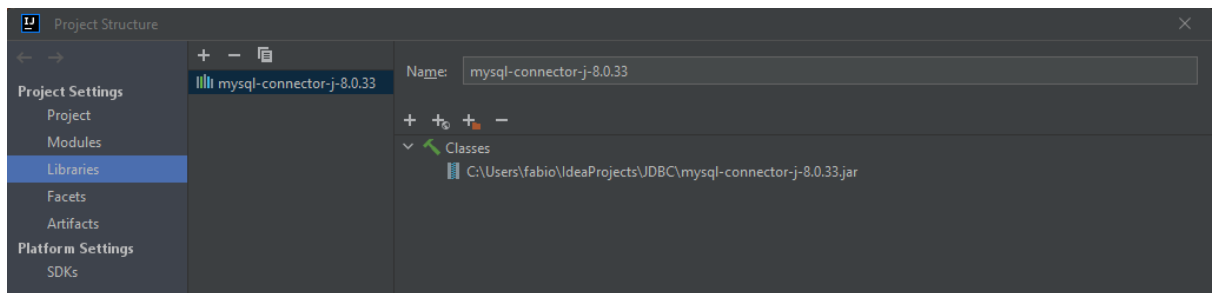 Project Structure
Project Settings
Project
Modules
Libraries
Facets
Artifacts
Platform Settings
SDKs
mysql-connector-j-8.0.33
Name: mysql-connector-j-8.0.33
Classes
C:\Users\fabio\IdeaProjects\JDBC\mysql-connector-j-8.0.33.jar